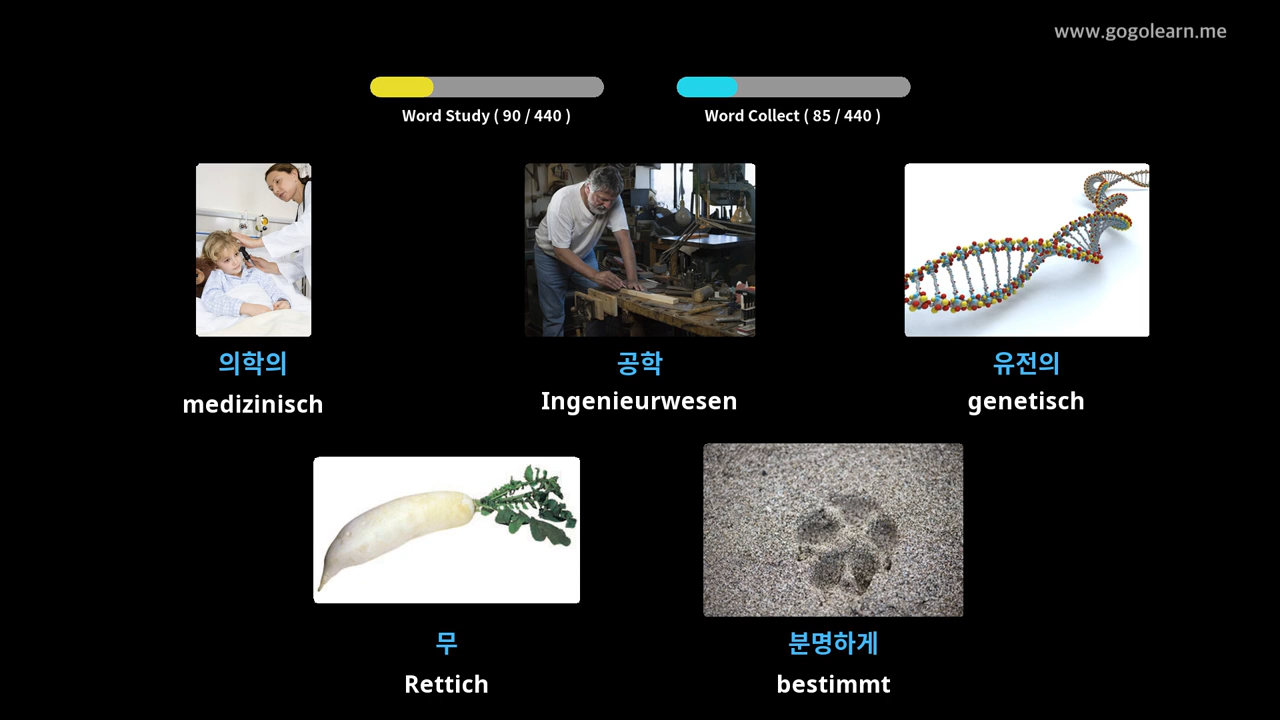 www.gogolearn.me
Word Study ( 90 / 440 )
Word Collect ( 85 / 440 )
의학의
medizinisch
공학
Ingenieurwesen
유전의
genetisch
무
Rettich
분명하게
bestimmt